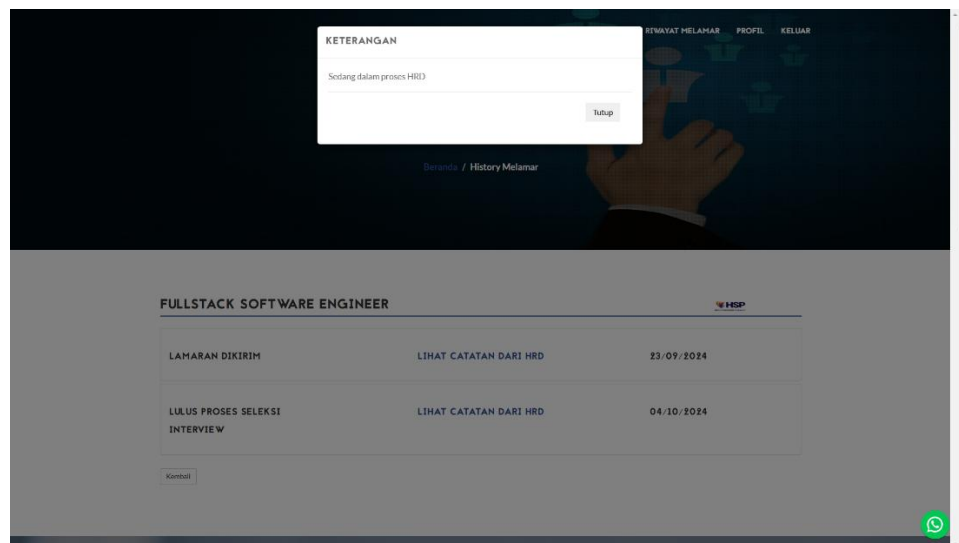 RIWAYAT MELAMAR PROFIL KELUAR
KETERANGAN
Sedang dalam proses HRD
Tutup
Beranda / History Melamar
FULLSTACK SOFTWARE ENGINEER
HSP
LAMARAN DIKIRIM LIHAT CATATAN DARI HRD 23/09/2024
LULUS PROSES SELEKSI LIHAT CATATAN DARI HRD 04/10/2024
INTERVIEW
Kembali